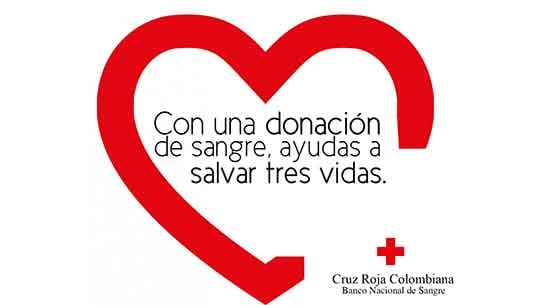 Con una donación
de sangre, ayudas a
salvar tres vidas.
Cruz Roja Colombiana
Banco Nacional de Sangre